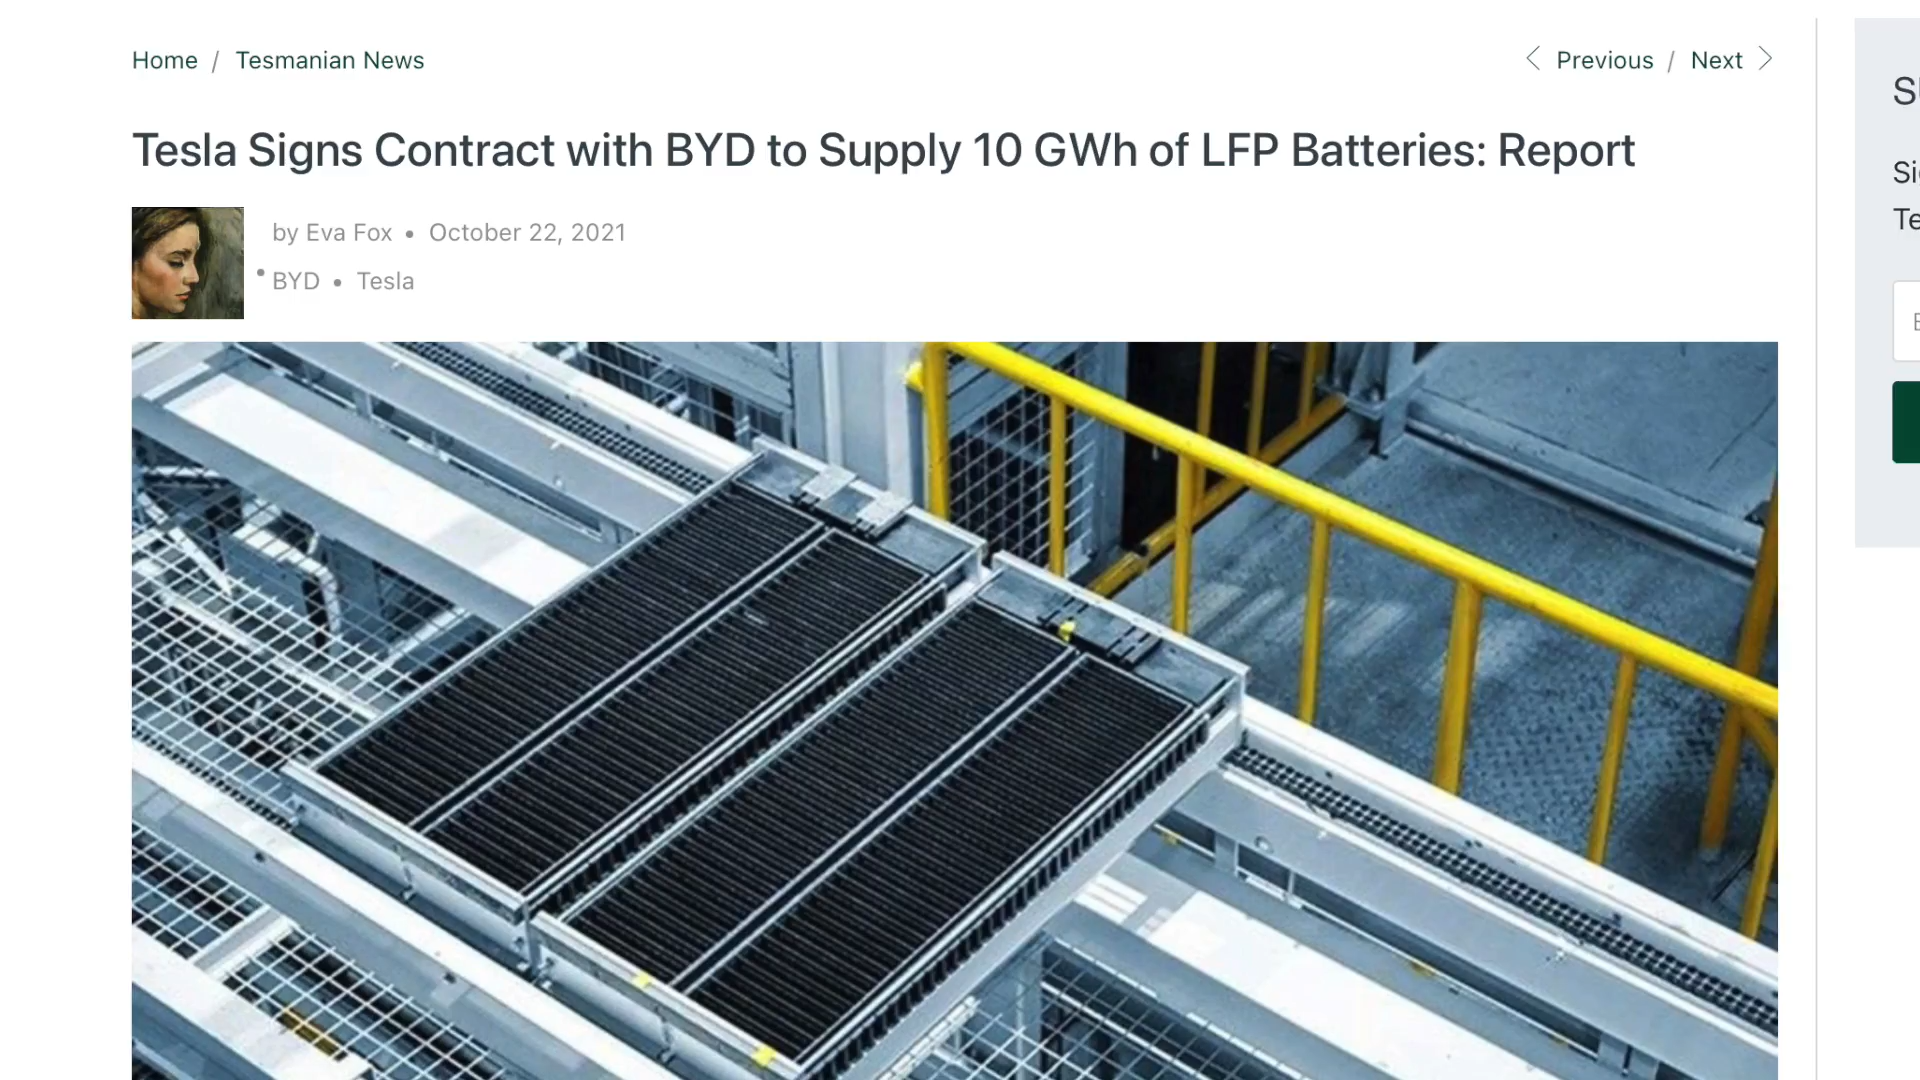 Home / Tesmanian News
Previous / Next
Tesla Signs Contract with BYD to Supply 10 GWh of LFP Batteries: Report
by Eva Fox • October 22, 2021
• BYD • Tesla